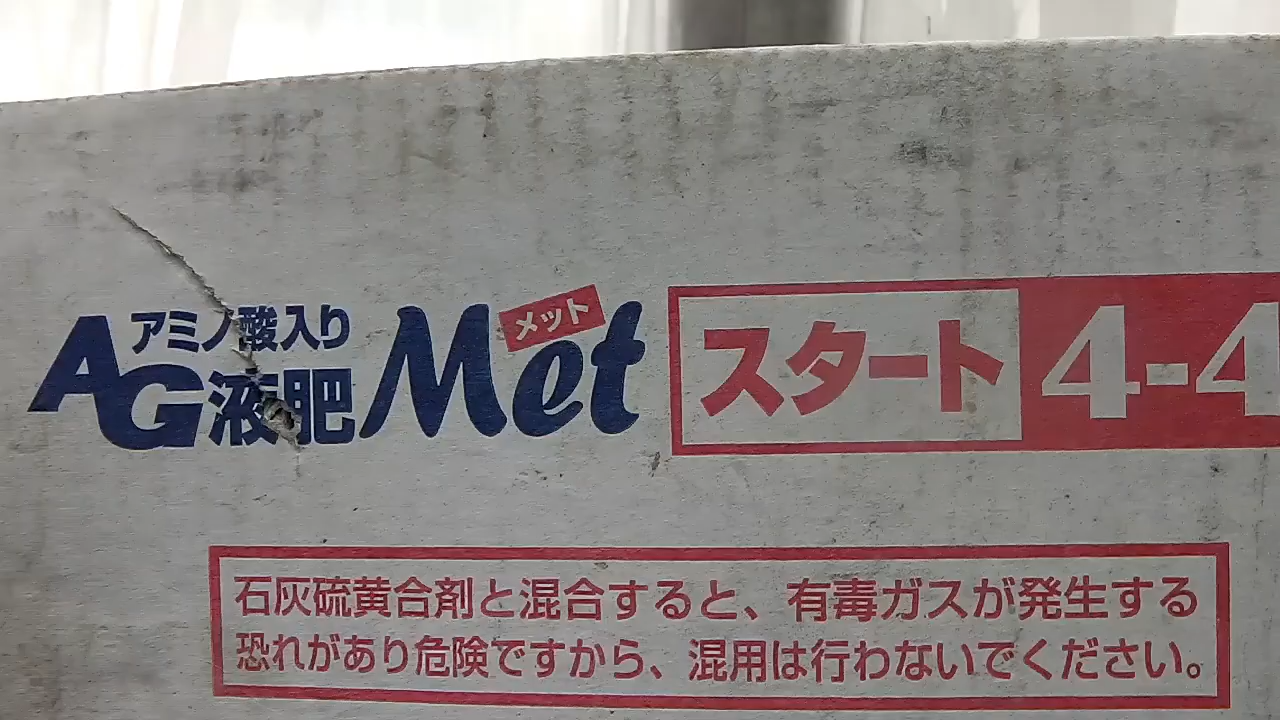 アミノ酸入り
AG液肥 Met メット スタート 4-4
石灰硫黄合剤と混合すると、有毒ガスが発生する
恐れがあり危険ですから、混用は行わないでください。